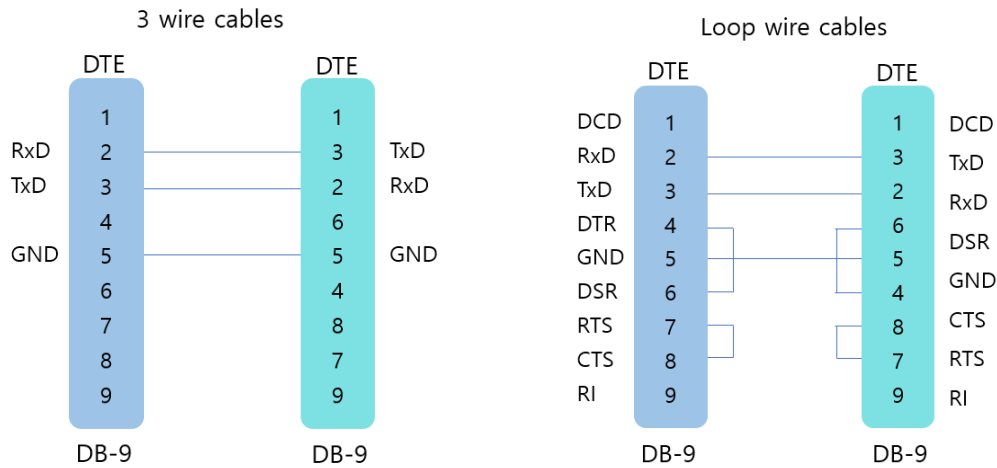 3 wire cables
DTE DTE
1 1
RxD 2 3 TxD
TxD 3 2 RxD
4 6
GND 5 5 GND
6 4
7 8
8 7
9 9
DB-9 DB-9
Loop wire cables
DTE DTE
DCD 1 1 DCD
RxD 2 3 TxD
TxD 3 2 RxD
DTR 4 6 DSR
GND 5 5 GND
DSR 6 4
RTS 7 8 CTS
CTS 8 7 RTS
RI 9 9 RI
DB-9 DB-9